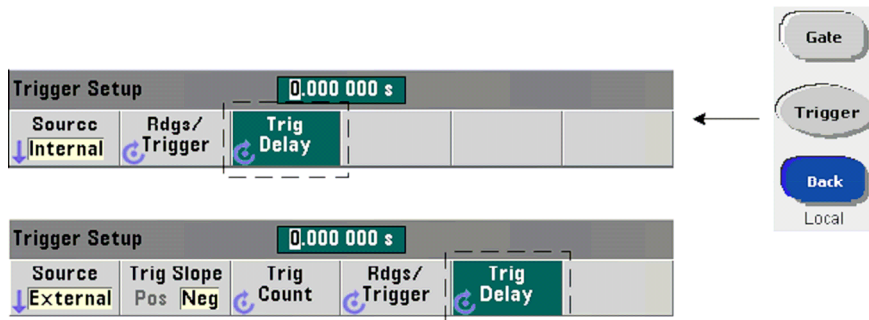 Gate
Trigger Setup 0.000 000 s
Source Rdgs/ Trig
Internal Trigger Delay
Trigger
Back
Local
Trigger Setup 0.000 000 s
Source Trig Slope Trig Rdgs/ Trig
External Pos Neg Count Trigger Delay